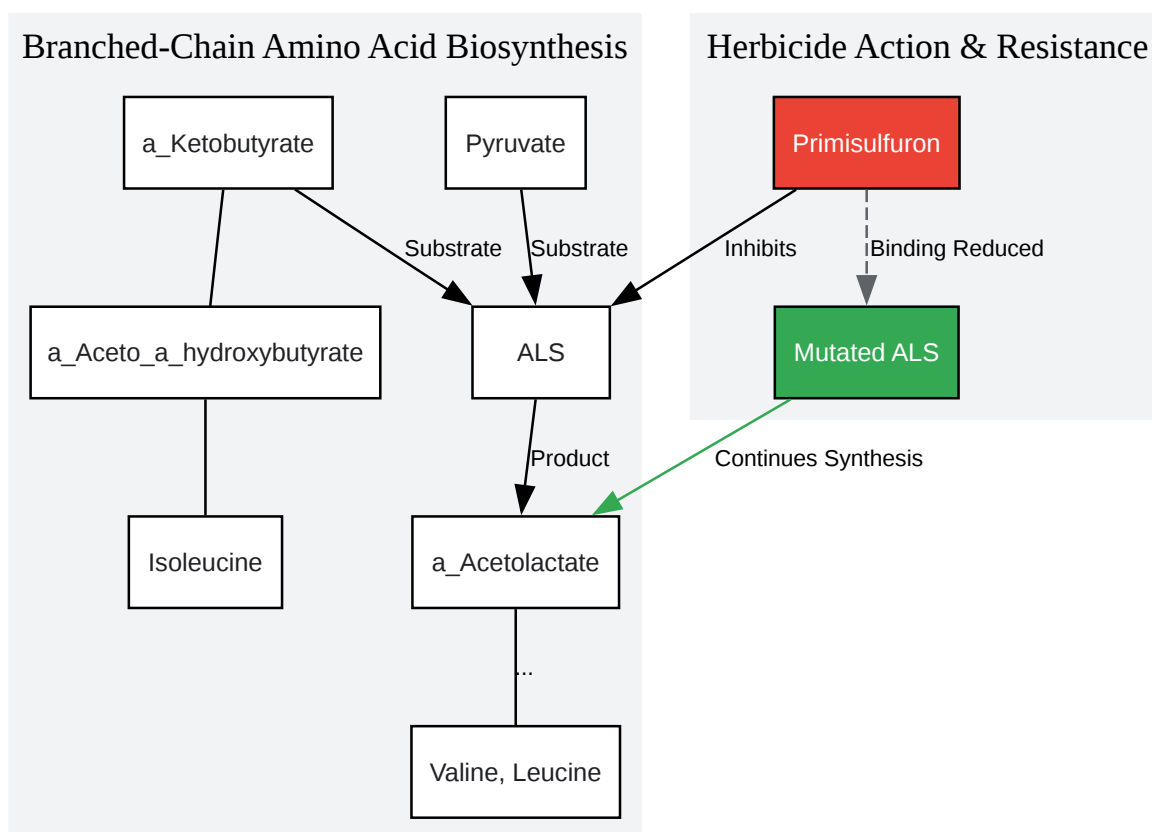 Branched-Chain Amino Acid Biosynthesis
Herbicide Action & Resistance
a_Ketobutyrate
Pyruvate
Primisulfuron
Substrate
Substrate
Inhibits
Binding Reduced
a_Aceto_a_hydroxybutyrate
ALS
Mutated ALS
Product
Continues Synthesis
Isoleucine
a_Acetolactate
...
Valine, Leucine